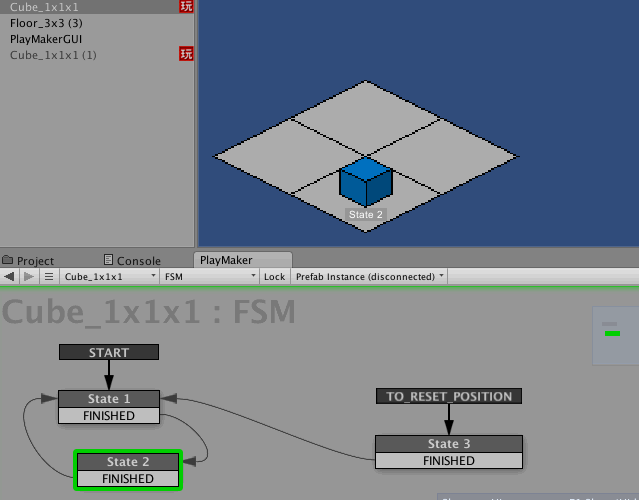 Cube_1x1x1 玩
Floor_3x3 (3)
PlayMakerGUI
Cube_1x1x1 (1) 玩
State 2
Project Console PlayMaker
Cube_1x1x1 FSM Lock Prefab Instance (disconnected)
Cube_1x1x1 : FSM
START
State 1
FINISHED
TO_RESET_POSITION
State 3
FINISHED
State 2
FINISHED